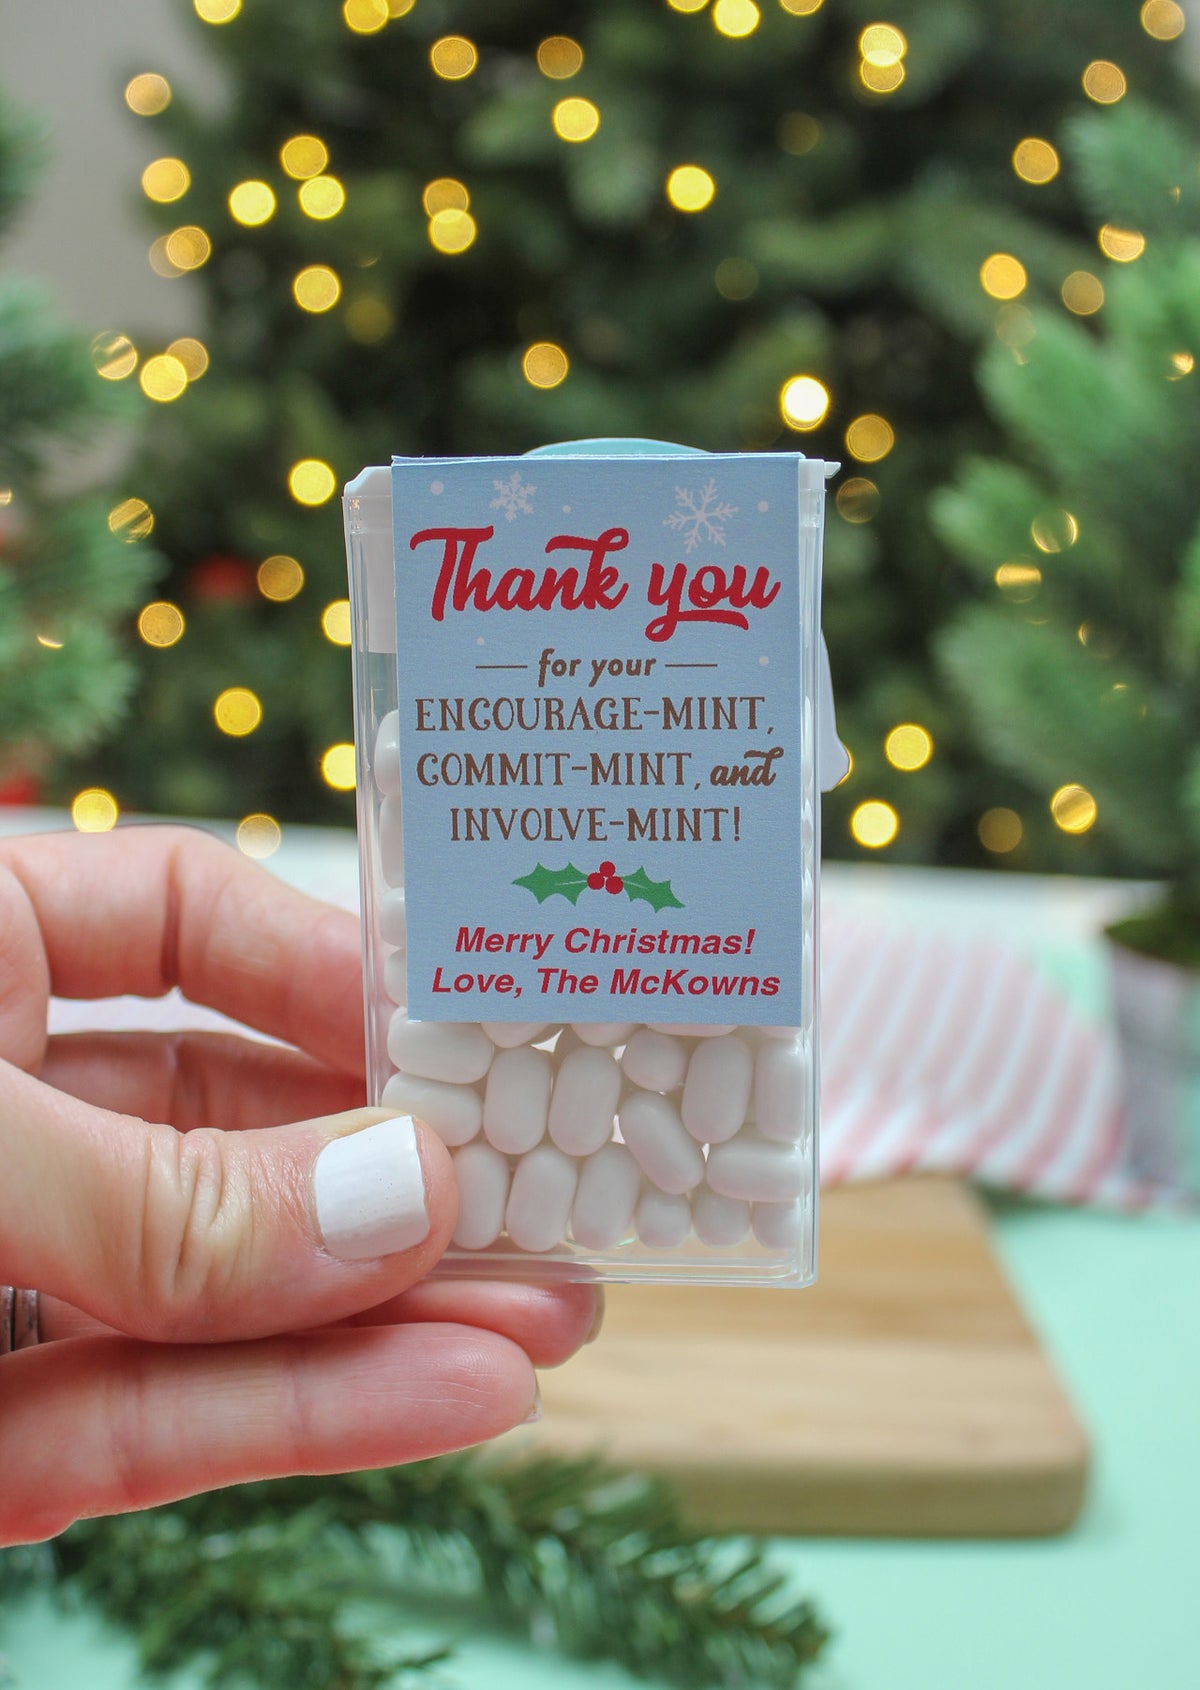 Thank you
for your
ENCOURAGE-MINT,
COMMIT-MINT, and
INVOLVE-MINT!
Merry Christmas!
Love, The McKowns